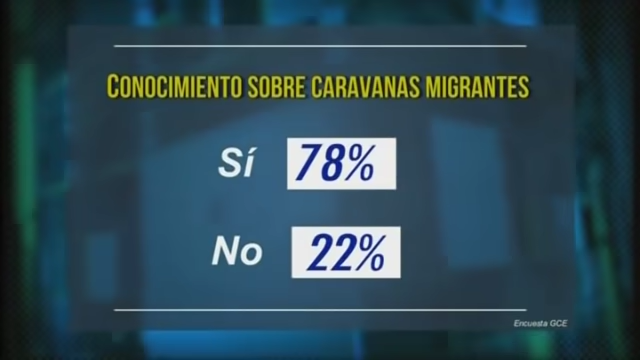 CONOCIMIENTO SOBRE CARAVANAS MIGRANTES
Sí 78%
No 22%
Encuesta GCE